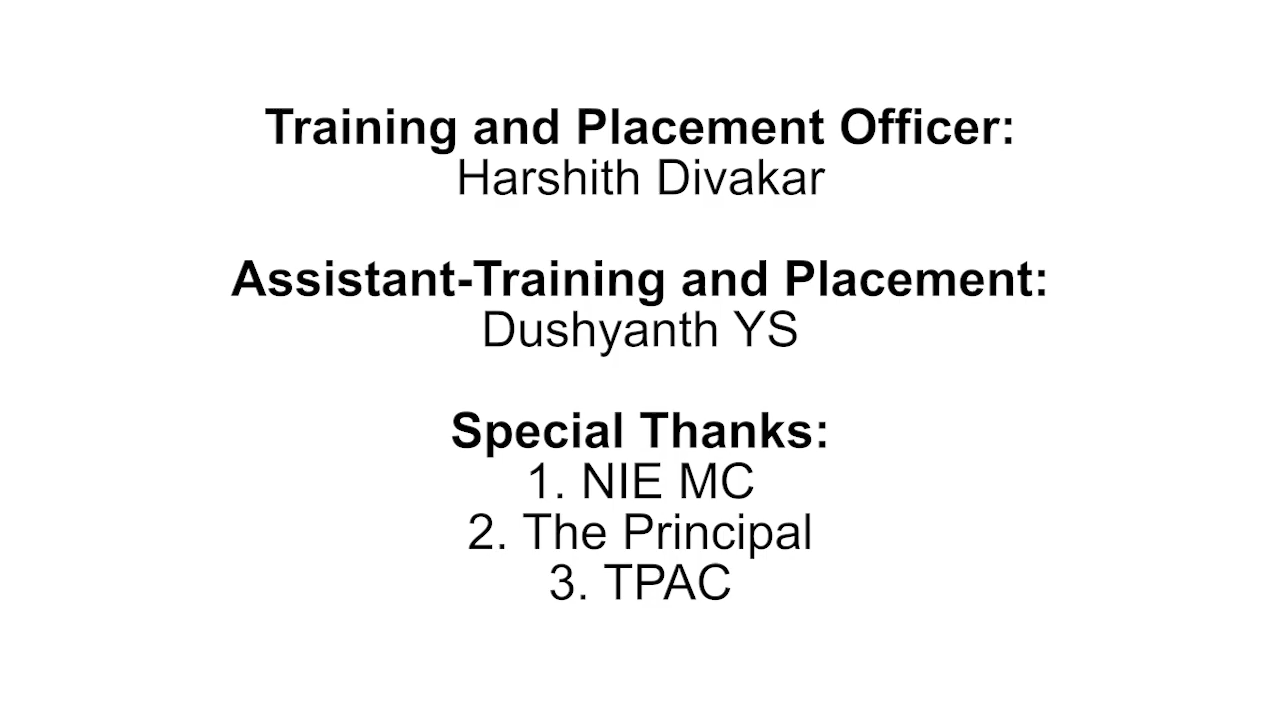 Training and Placement Officer:
Harshith Divakar
Assistant-Training and Placement:
Dushyanth YS
Special Thanks:
1. NIE MC
2. The Principal
3. TPAC